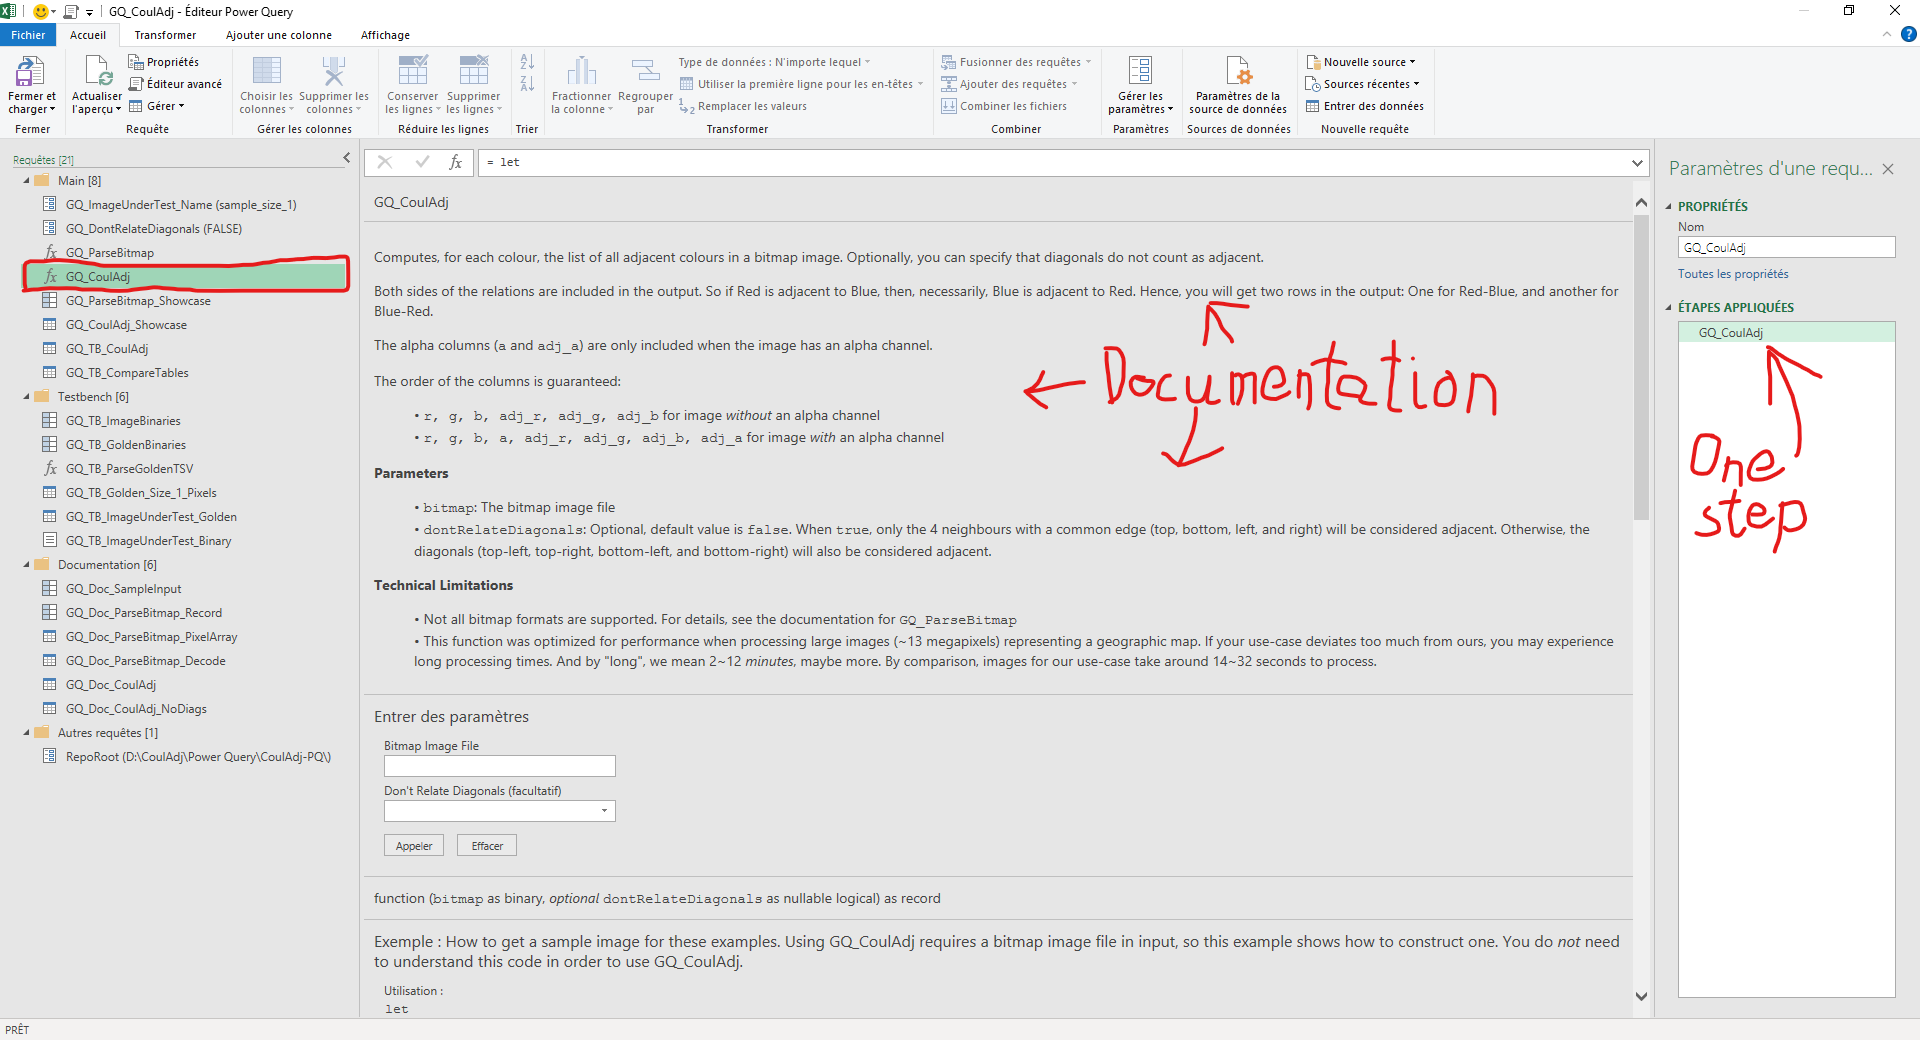 GQ_CoulAdj - Éditeur Power Query
Fichier
Accueil
Transformer
Ajouter une colonne
Affichage
Fermer et
charger
Fermer
Actualiser
l'aperçu
Propriétés
Éditeur avancé
Gérer
Requête
Choisir les
colonnes
Supprimer les
colonnes
Gérer les colonnes
Conserver
les lignes
Supprimer
les lignes
Réduire les lignes
A
Z
Z
A
Trier
Fractionner
la colonne
Regrouper
par
Type de données : N'importe lequel
Utiliser la première ligne pour les en-têtes
1
2
Remplacer les valeurs
Transformer
Fusionner des requêtes
Ajouter des requêtes
Combiner les fichiers
Combiner
Gérer les
paramètres
Paramètres
Paramètres de la
source de données
Sources de données
Nouvelle source
Sources récentes
Entrer des données
Nouvelle requête
?
Requêtes [21]
Main [8]
GQ_ImageUnderTest_Name (sample_size_1)
GQ_DontRelateDiagonals (FALSE)
fx GQ_ParseBitmap
fx GQ_CoulAdj
GQ_ParseBitmap_Showcase
GQ_CoulAdj_Showcase
GQ_TB_CoulAdj
GQ_TB_CompareTables
Testbench [6]
GQ_TB_ImageBinaries
GQ_TB_GoldenBinaries
fx GQ_TB_ParseGoldenTSV
GQ_TB_Golden_Size_1_Pixels
GQ_TB_ImageUnderTest_Golden
GQ_TB_ImageUnderTest_Binary
Documentation [6]
GQ_Doc_SampleInput
GQ_Doc_ParseBitmap_Record
GQ_Doc_ParseBitmap_PixelArray
GQ_Doc_ParseBitmap_Decode
GQ_Doc_CoulAdj
GQ_Doc_CoulAdj_NoDiags
Autres requêtes [1]
RepoRoot (D:\CoulAdj\Power Query\CoulAdj-PQ\)
fx
= let
GQ_CoulAdj
Computes, for each colour, the list of all adjacent colours in a bitmap image. Optionally, you can specify that diagonals do not count as adjacent.
Both sides of the relations are included in the output. So if Red is adjacent to Blue, then, necessarily, Blue is adjacent to Red. Hence, you will get two rows in the output: One for Red-Blue, and another for
Blue-Red.
The alpha columns (a and adj_a) are only included when the image has an alpha channel.
The order of the columns is guaranteed:
• r, g, b, adj_r, adj_g, adj_b for image without an alpha channel
• r, g, b, a, adj_r, adj_g, adj_b, adj_a for image with an alpha channel
Documentation
Parameters
• bitmap: The bitmap image file
• dontRelateDiagonals: Optional, default value is false. When true, only the 4 neighbours with a common edge (top, bottom, left, and right) will be considered adjacent. Otherwise, the
diagonals (top-left, top-right, bottom-left, and bottom-right) will also be considered adjacent.
Technical Limitations
• Not all bitmap formats are supported. For details, see the documentation for GQ_ParseBitmap
• This function was optimized for performance when processing large images (~13 megapixels) representing a geographic map. If your use-case deviates too much from ours, you may experience
long processing times. And by "long", we mean 2~12 minutes, maybe more. By comparison, images for our use-case take around 14~32 seconds to process.
Entrer des paramètres
Bitmap Image File
Don't Relate Diagonals (facultatif)
Appeler
Effacer
function (bitmap as binary, optional dontRelateDiagonals as nullable logical) as record
Exemple : How to get a sample image for these examples. Using GQ_CoulAdj requires a bitmap image file in input, so this example shows how to construct one. You do not need
to understand this code in order to use GQ_CoulAdj.
Utilisation :
let
Paramètres d'une requ...
PROPRIÉTÉS
Nom
GQ_CoulAdj
Toutes les propriétés
ÉTAPES APPLIQUÉES
GQ_CoulAdj
One
step
PRÊT